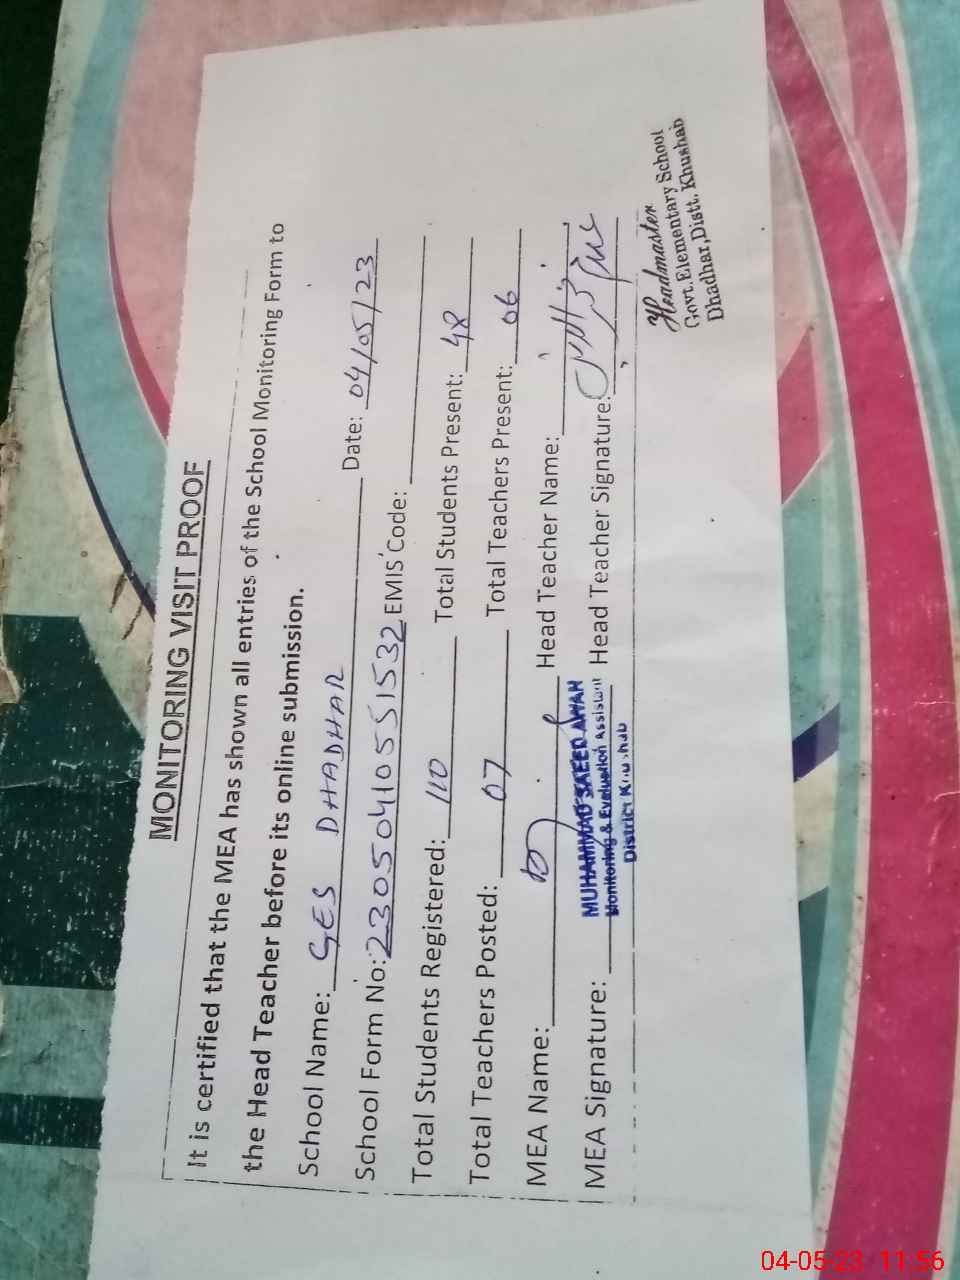 MONITORING VISIT PROOF
It is certified that the MEA has shown all entries of the School Monitoring Form to
the Head Teacher before its online submission.
School Name: GES DHADHAR Date: 04/05/23
School Form No: 23050410551532 EMIS Code:
Total Students Registered: 110 Total Students Present: 48
Total Teachers Posted: 07 Total Teachers Present: 06
MEA Name: Head Teacher Name:
MEA Signature: Head Teacher Signature:
MUHAMMAD SAEED AWAN
Monitoring & Evaluation Assistant
District Khushab
Headmaster
Govt. Elementary School
Dhadhar, Distt. Khushab
04-05-23 11:56